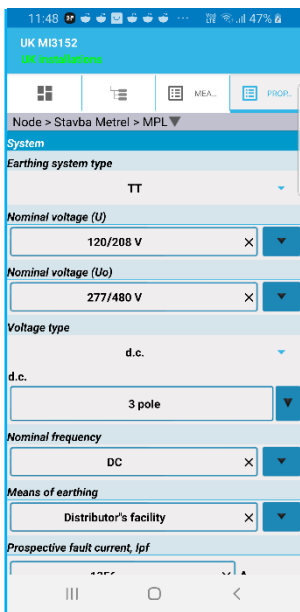 11:48 47%
UK MI3152
UK installations
MEA.. PROP..
Node > Stavba Metrel > MPL
System
Earthing system type
TT
Nominal voltage (U)
120/208 V
Nominal voltage (Uo)
277/480 V
Voltage type
d.c.
d.c.
3 pole
Nominal frequency
DC
Means of earthing
Distributor"s facility
Prospective fault current, Ipf
A